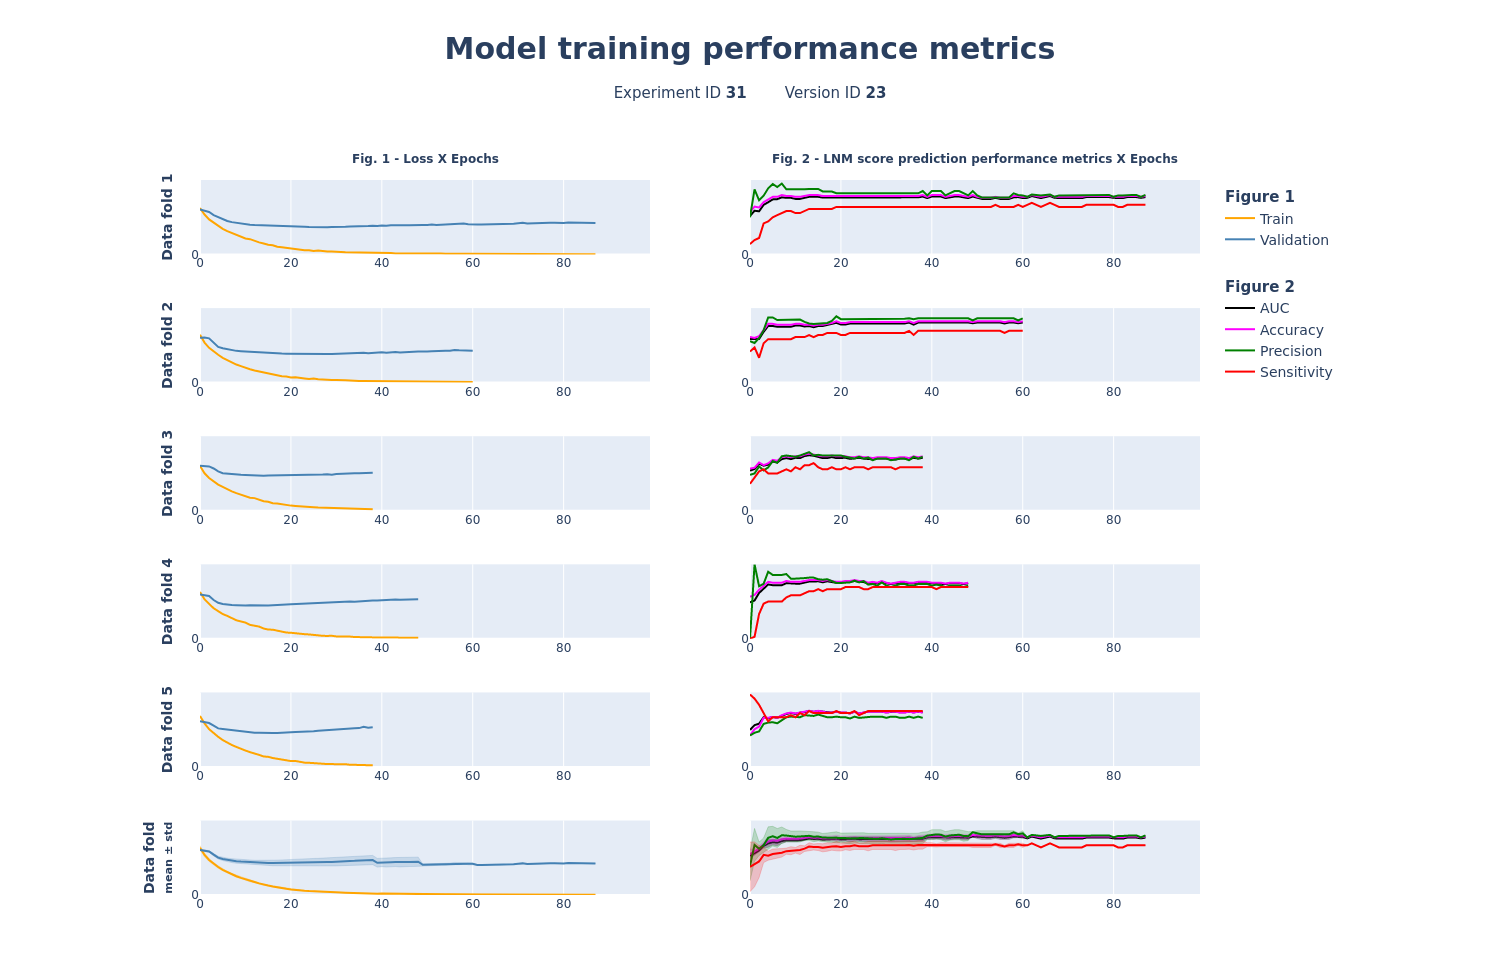 Model training performance metrics
Experiment ID 31 Version ID 23
Fig. 1 - Loss X Epochs
Fig. 2 - LNM score prediction performance metrics X Epochs
Data fold 1
0
0 20 40 60 80
0
0 20 40 60 80
Figure 1
Train
Validation
Figure 2
AUC
Accuracy
Precision
Sensitivity
Data fold 2
0
0 20 40 60 80
0
0 20 40 60 80
Data fold 3
0
0 20 40 60 80
0
0 20 40 60 80
Data fold 4
0
0 20 40 60 80
0
0 20 40 60 80
Data fold 5
0
0 20 40 60 80
0
0 20 40 60 80
Data fold
mean ± std
0
0 20 40 60 80
0
0 20 40 60 80